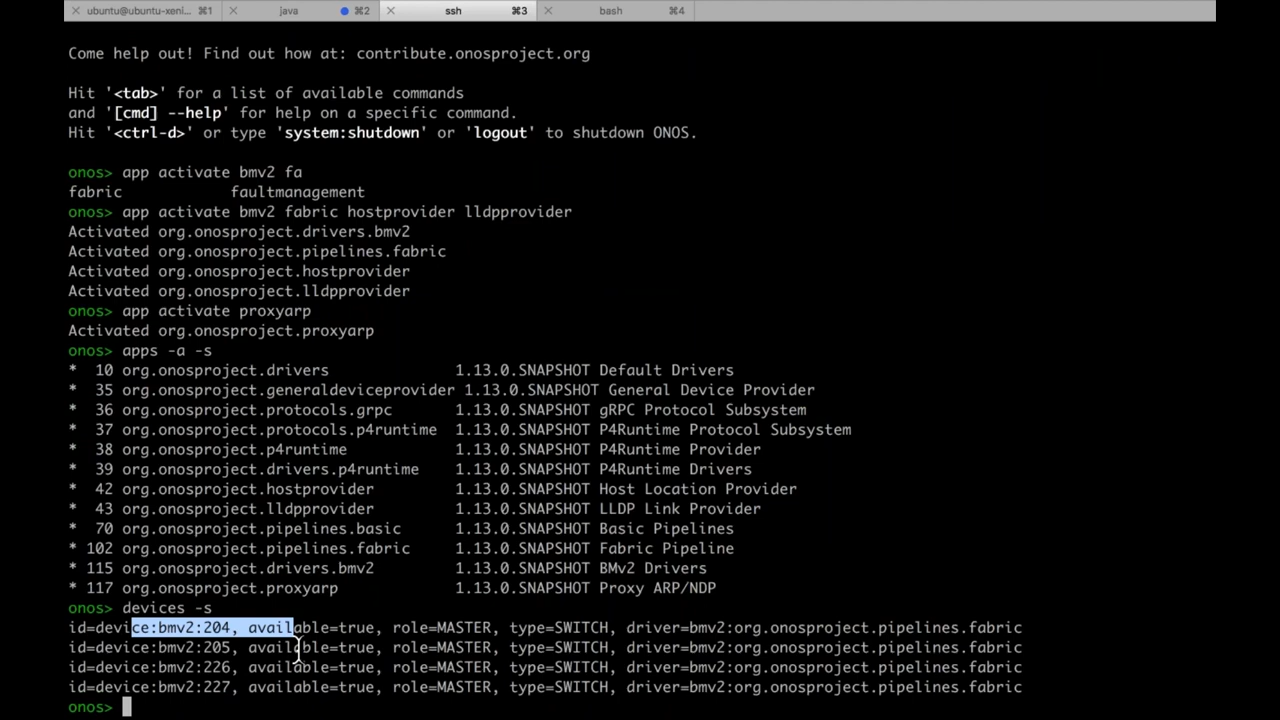 ubuntu@ubuntu-xeni... ⌘1 java ⌘2 ssh ⌘3 bash ⌘4
Come help out! Find out how at: contribute.onosproject.org
Hit '<tab>' for a list of available commands
and '[cmd] --help' for help on a specific command.
Hit '<ctrl-d>' or type 'system:shutdown' or 'logout' to shutdown ONOS.
onos> app activate bmv2 fa
fabric faultmanagement
onos> app activate bmv2 fabric hostprovider lldpprovider
Activated org.onosproject.drivers.bmv2
Activated org.onosproject.pipelines.fabric
Activated org.onosproject.hostprovider
Activated org.onosproject.lldpprovider
onos> app activate proxyarp
Activated org.onosproject.proxyarp
onos> apps -a -s
* 10 org.onosproject.drivers 1.13.0.SNAPSHOT Default Drivers
* 35 org.onosproject.generaldeviceprovider 1.13.0.SNAPSHOT General Device Provider
* 36 org.onosproject.protocols.grpc 1.13.0.SNAPSHOT gRPC Protocol Subsystem
* 37 org.onosproject.protocols.p4runtime 1.13.0.SNAPSHOT P4Runtime Protocol Subsystem
* 38 org.onosproject.p4runtime 1.13.0.SNAPSHOT P4Runtime Provider
* 39 org.onosproject.drivers.p4runtime 1.13.0.SNAPSHOT P4Runtime Drivers
* 42 org.onosproject.hostprovider 1.13.0.SNAPSHOT Host Location Provider
* 43 org.onosproject.lldpprovider 1.13.0.SNAPSHOT LLDP Link Provider
* 70 org.onosproject.pipelines.basic 1.13.0.SNAPSHOT Basic Pipelines
* 102 org.onosproject.pipelines.fabric 1.13.0.SNAPSHOT Fabric Pipeline
* 115 org.onosproject.drivers.bmv2 1.13.0.SNAPSHOT BMv2 Drivers
* 117 org.onosproject.proxyarp 1.13.0.SNAPSHOT Proxy ARP/NDP
onos> devices -s
id=device:bmv2:204, available=true, role=MASTER, type=SWITCH, driver=bmv2:org.onosproject.pipelines.fabric
id=device:bmv2:205, available=true, role=MASTER, type=SWITCH, driver=bmv2:org.onosproject.pipelines.fabric
id=device:bmv2:226, available=true, role=MASTER, type=SWITCH, driver=bmv2:org.onosproject.pipelines.fabric
id=device:bmv2:227, available=true, role=MASTER, type=SWITCH, driver=bmv2:org.onosproject.pipelines.fabric
onos>